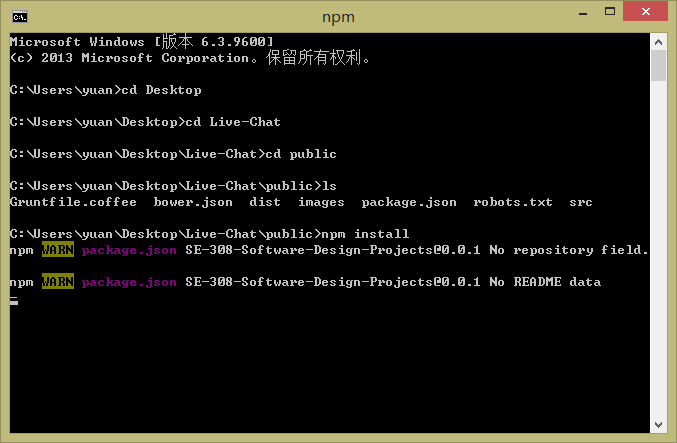 npm
Microsoft Windows [版本 6.3.9600]
(c) 2013 Microsoft Corporation。保留所有权利。
C:\Users\yuan>cd Desktop
C:\Users\yuan\Desktop>cd Live-Chat
C:\Users\yuan\Desktop\Live-Chat>cd public
C:\Users\yuan\Desktop\Live-Chat\public>ls
Gruntfile.coffee  bower.json  dist  images  package.json  robots.txt  src
C:\Users\yuan\Desktop\Live-Chat\public>npm install
npm WARN package.json SE-308-Software-Design-Projects@0.0.1 No repository field.
npm WARN package.json SE-308-Software-Design-Projects@0.0.1 No README data